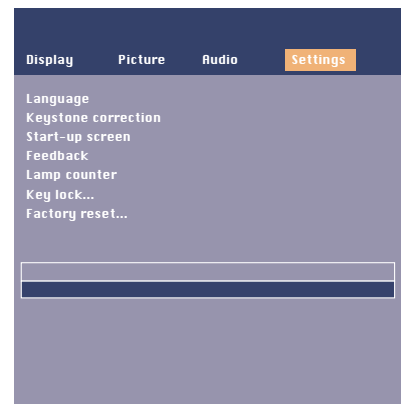 Display Picture Audio Settings
Language
Keystone correction
Start-up screen
Feedback
Lamp counter
Key lock...
Factory reset...